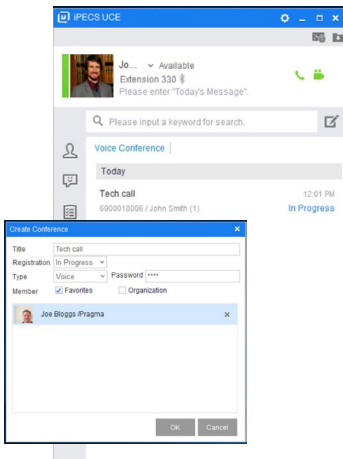 iPECS UCE
Jo... Available
Extension 330
Please enter "Today's Message".
Please input a keyword for search.
Voice Conference
Today
Tech call 12:01 PM
6900018006 / John Smith (1) In Progress
Create Conference
Title Tech call
Registration In Progress
Type Voice Password ****
Member Favorites Organization
Joe Bloggs /Pragma
OK Cancel